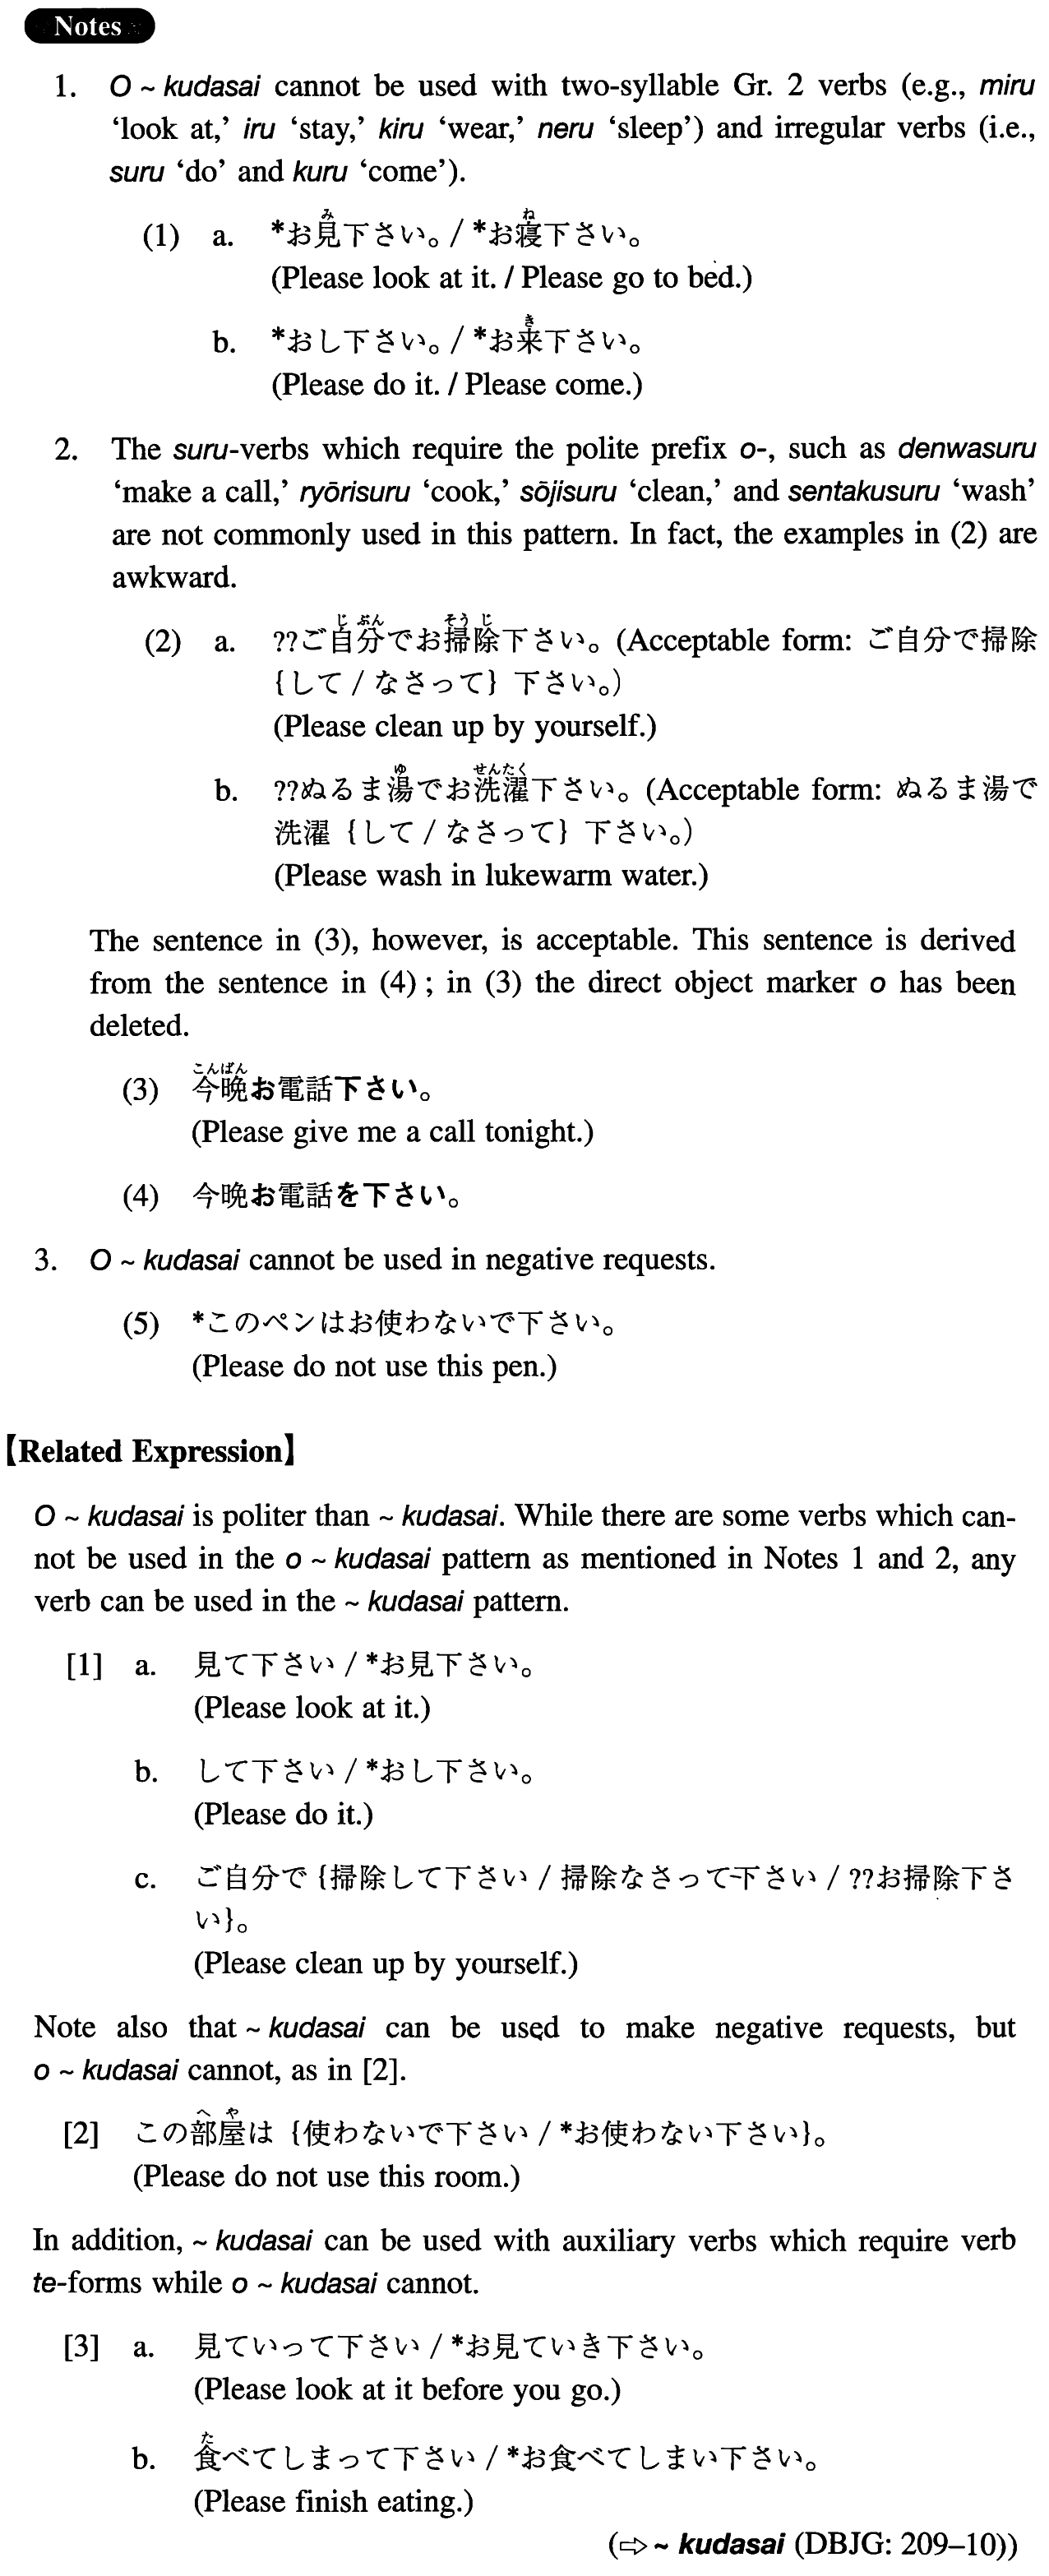 Notes
1. O ~ kudasai cannot be used with two-syllable Gr. 2 verbs (e.g., miru
‘look at,’ iru ‘stay,’ kiru ‘wear,’ neru ‘sleep’) and irregular verbs (i.e.,
suru ‘do’ and kuru ‘come’).
み ね
(1) a. *お見下さい。/ *お寝下さい。
(Please look at it. / Please go to bed.)
き
b. *おし下さい。/ *お来下さい。
(Please do it. / Please come.)
2. The suru-verbs which require the polite prefix o-, such as denwasuru
‘make a call,’ ryōrisuru ‘cook,’ sōjisuru ‘clean,’ and sentakusuru ‘wash’
are not commonly used in this pattern. In fact, the examples in (2) are
awkward.
じ ぶん そう じ
(2) a. ??ご自分でお掃除下さい。(Acceptable form: ご自分で掃除
{して / なさって} 下さい。)
(Please clean up by yourself.)
ゆ せんたく
b. ??ぬるま湯でお洗濯下さい。(Acceptable form: ぬるま湯で
洗濯 {して / なさって} 下さい。)
(Please wash in lukewarm water.)
The sentence in (3), however, is acceptable. This sentence is derived
from the sentence in (4) ; in (3) the direct object marker o has been
deleted.
こんばん
(3) 今晩お電話下さい。
(Please give me a call tonight.)
(4) 今晩お電話を下さい。
3. O ~ kudasai cannot be used in negative requests.
(5) *このペンはお使わないで下さい。
(Please do not use this pen.)
【Related Expression】
O ~ kudasai is politer than ~ kudasai. While there are some verbs which can-
not be used in the o ~ kudasai pattern as mentioned in Notes 1 and 2, any
verb can be used in the ~ kudasai pattern.
[1] a. 見て下さい / *お見下さい。
(Please look at it.)
b. して下さい / *おし下さい。
(Please do it.)
c. ご自分で {掃除して下さい / 掃除なさって下さい / ??お掃除下さ
い}。
(Please clean up by yourself.)
Note also that ~ kudasai can be used to make negative requests, but
o ~ kudasai cannot, as in [2].
へ や
[2] この部屋は {使わないで下さい / *お使わない下さい}。
(Please do not use this room.)
In addition, ~ kudasai can be used with auxiliary verbs which require verb
te-forms while o ~ kudasai cannot.
[3] a. 見ていって下さい / *お見ていき下さい。
(Please look at it before you go.)
た
b. 食べてしまって下さい / *お食べてしまい下さい。
(Please finish eating.)
(⇨ ~ kudasai (DBJG: 209–10))